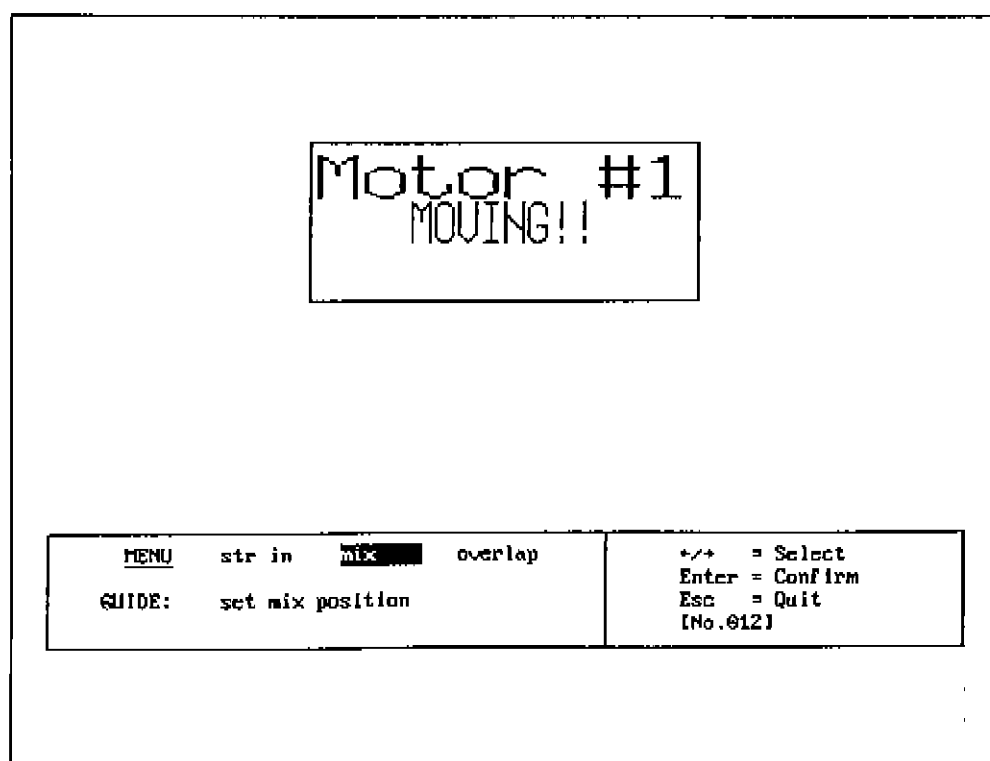 Motor #1
MOVING!!
MENU str in mix overlap
GUIDE: set mix position
←/→ = Select
Enter = Confirm
Esc = Quit
[No.012]